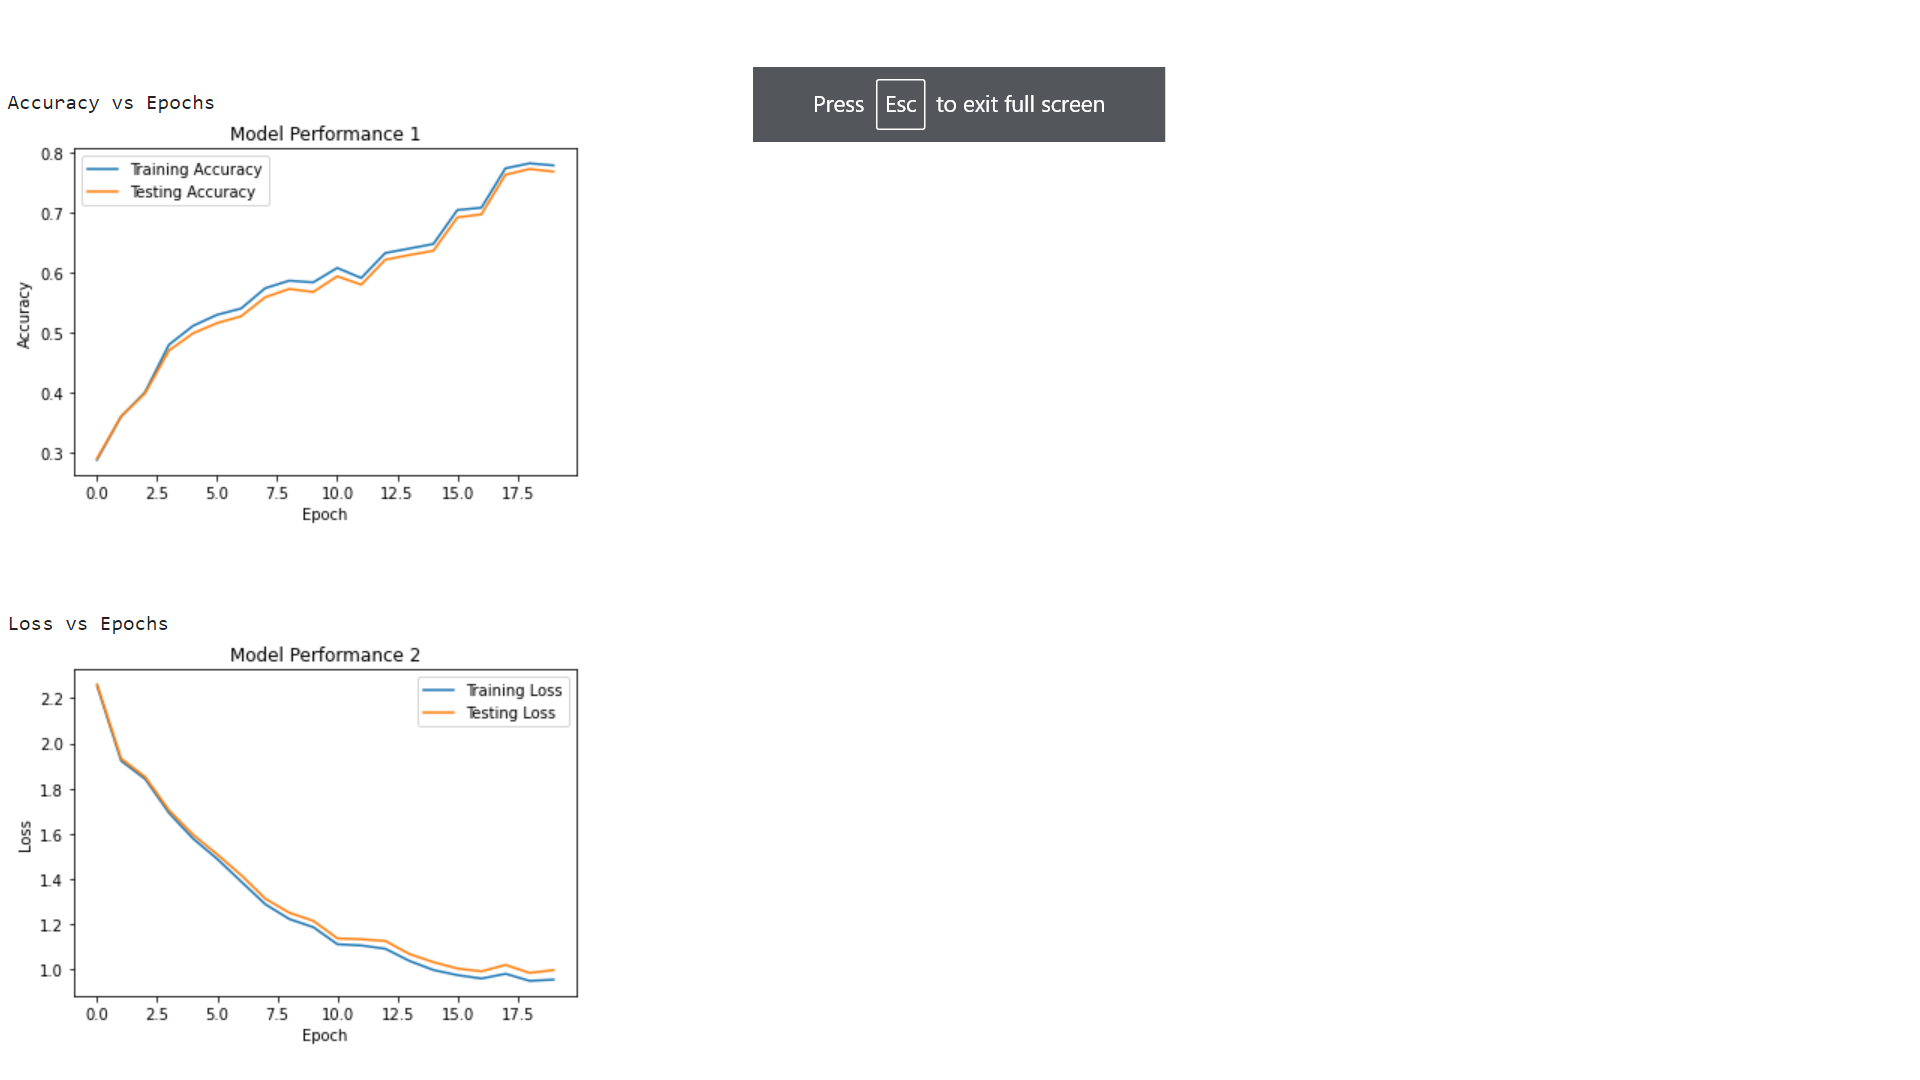 Press Esc to exit full screen
Accuracy vs Epochs
Model Performance 1
0.8
0.7
0.6
0.5
0.4
0.3
Accuracy
Training Accuracy
Testing Accuracy
0.0 2.5 5.0 7.5 10.0 12.5 15.0 17.5
Epoch
Loss vs Epochs
Model Performance 2
2.2
2.0
1.8
1.6
1.4
1.2
1.0
Loss
Training Loss
Testing Loss
0.0 2.5 5.0 7.5 10.0 12.5 15.0 17.5
Epoch